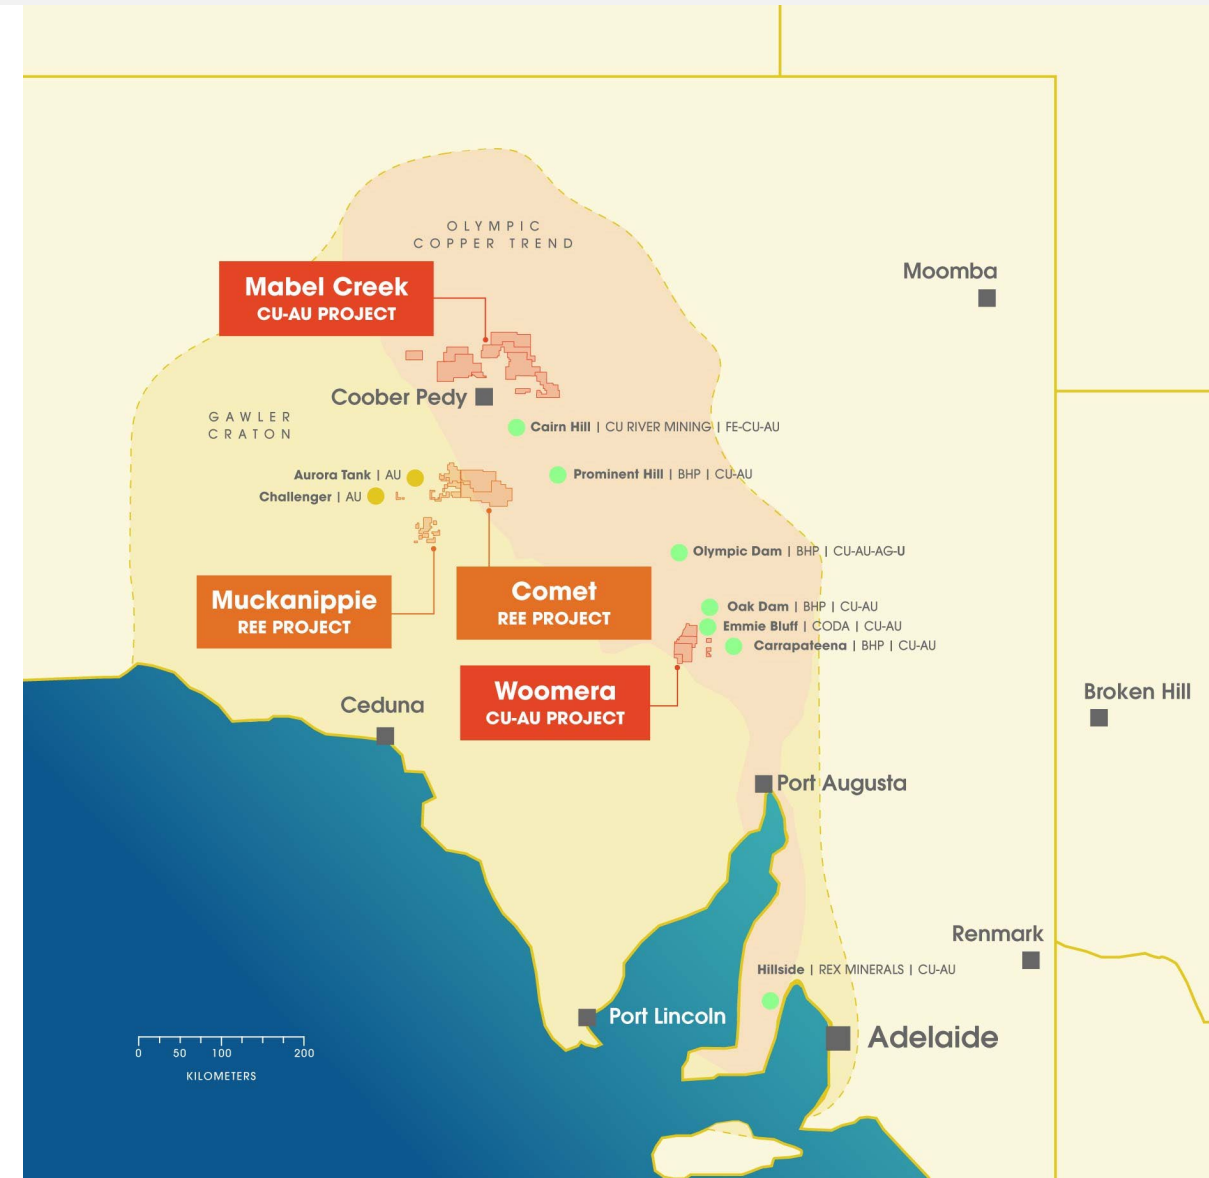 OLYMPIC
COPPER TREND
Moomba
Mabel Creek
CU-AU PROJECT
Coober Pedy
GAWLER
CRATON
Cairn Hill | CU RIVER MINING | FE-CU-AU
Aurora Tank | AU
Prominent Hill | BHP | CU-AU
Challenger | AU
Olympic Dam | BHP | CU-AU-AG-U
Muckanippie
REE PROJECT
Comet
REE PROJECT
Oak Dam | BHP | CU-AU
Emmie Bluff | CODA | CU-AU
Carrapateena | BHP | CU-AU
Woomera
CU-AU PROJECT
Broken Hill
Ceduna
Port Augusta
Renmark
Hillside | REX MINERALS | CU-AU
Port Lincoln
Adelaide
0 50 100 200
KILOMETERS